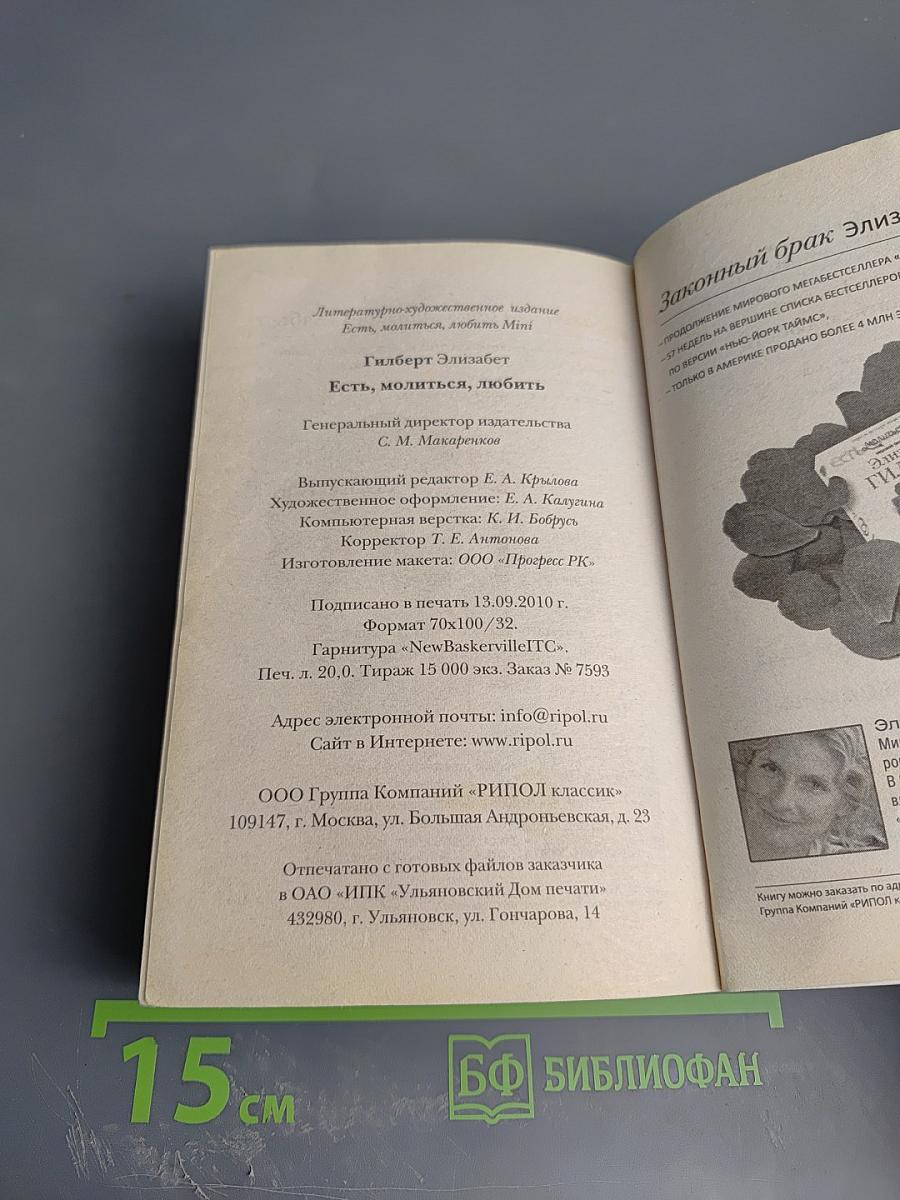 Литературно-художественное издание
Есть, молиться, любить Mini
Гилберт Элизабет
Есть, молиться, любить
Генеральный директор издательства
С. М. Макаренков
Выпускающий редактор Е. А. Крылова
Художественное оформление: Е. А. Калугина
Компьютерная верстка: К. И. Бобрусь
Корректор Т. Е. Антонова
Изготовление макета: ООО «Прогресс РК»
Подписано в печать 13.09.2010 г.
Формат 70х100/32.
Гарнитура «NewBaskervilleITC».
Печ. л. 20,0. Тираж 15 000 экз. Заказ № 7593
Адрес электронной почты: info@ripol.ru
Сайт в Интернете: www.ripol.ru
ООО Группа Компаний «РИПОЛ классик»
109147, г. Москва, ул. Большая Андроньевская, д. 23
Отпечатано с готовых файлов заказчика
в ОАО «ИПК «Ульяновский Дом печати»
432980, г. Ульяновск, ул. Гончарова, 14
Законный брак Элиз
–ПРОДОЛЖЕНИЕ МИРОВОГО МЕГАБЕСТСЕЛЛЕРА «
–57 НЕДЕЛЬ НА ВЕРШИНЕ СПИСКА БЕСТСЕЛЛЕРО
ПО ВЕРСИИ «НЬЮ-ЙОРК ТАЙМС»,
–ТОЛЬКО В АМЕРИКЕ ПРОДАНО БОЛЕЕ 4 МЛН Э
Эл
Ми
ро
В
Книгу можно заказать по адр
Группа Компаний «РИПОЛ к
15 см
БФ БИБЛИОФАН